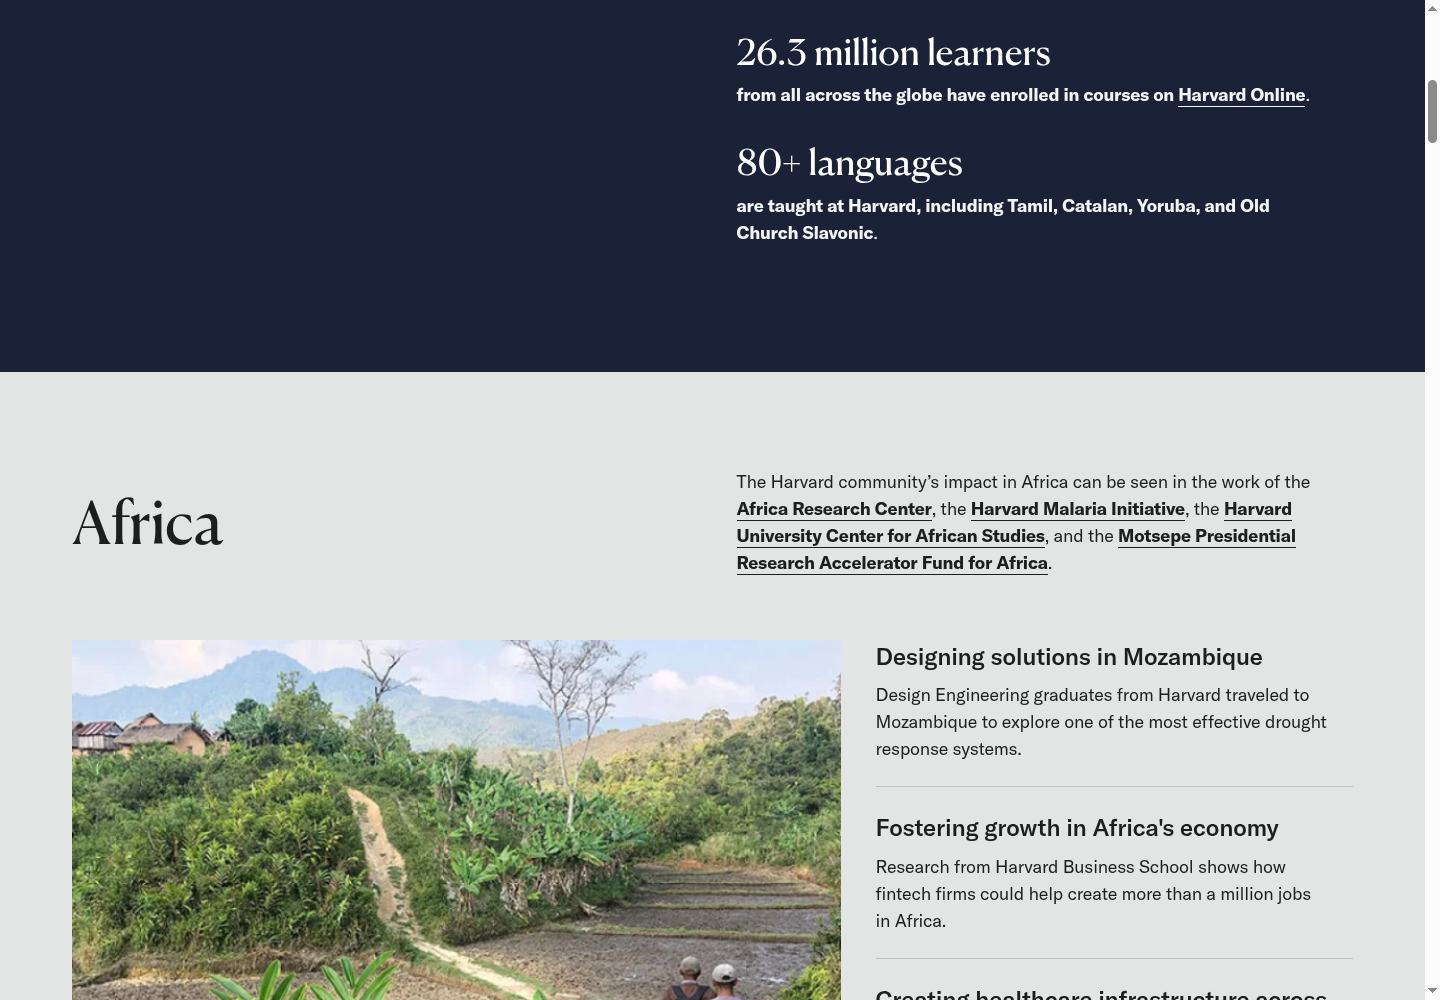 26.3 million learners
from all across the globe have enrolled in courses on Harvard Online.
80+ languages
are taught at Harvard, including Tamil, Catalan, Yoruba, and Old
Church Slavonic.
Africa
The Harvard community’s impact in Africa can be seen in the work of the
Africa Research Center, the Harvard Malaria Initiative, the Harvard
University Center for African Studies, and the Motsepe Presidential
Research Accelerator Fund for Africa.
Designing solutions in Mozambique
Design Engineering graduates from Harvard traveled to
Mozambique to explore one of the most effective drought
response systems.
Fostering growth in Africa's economy
Research from Harvard Business School shows how
fintech firms could help create more than a million jobs
in Africa.
Creating healthcare infrastructure across